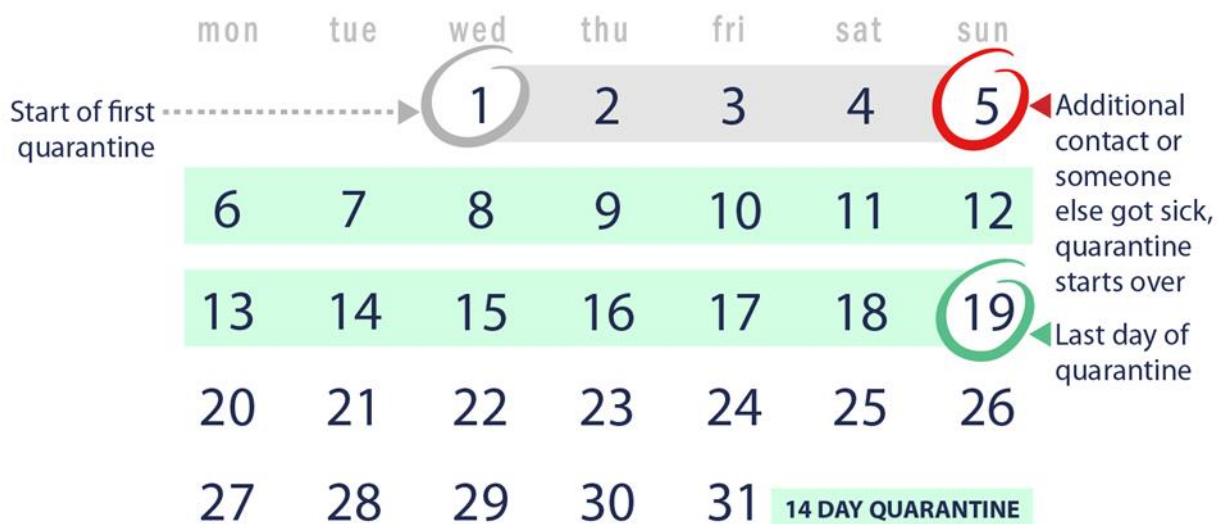 mon tue wed thu fri sat sun
Start of first
quarantine
1 2 3 4 5
Additional
contact or
someone
else got sick,
quarantine
starts over
6 7 8 9 10 11 12
13 14 15 16 17 18 19
Last day of
quarantine
20 21 22 23 24 25 26
27 28 29 30 31
14 DAY QUARANTINE